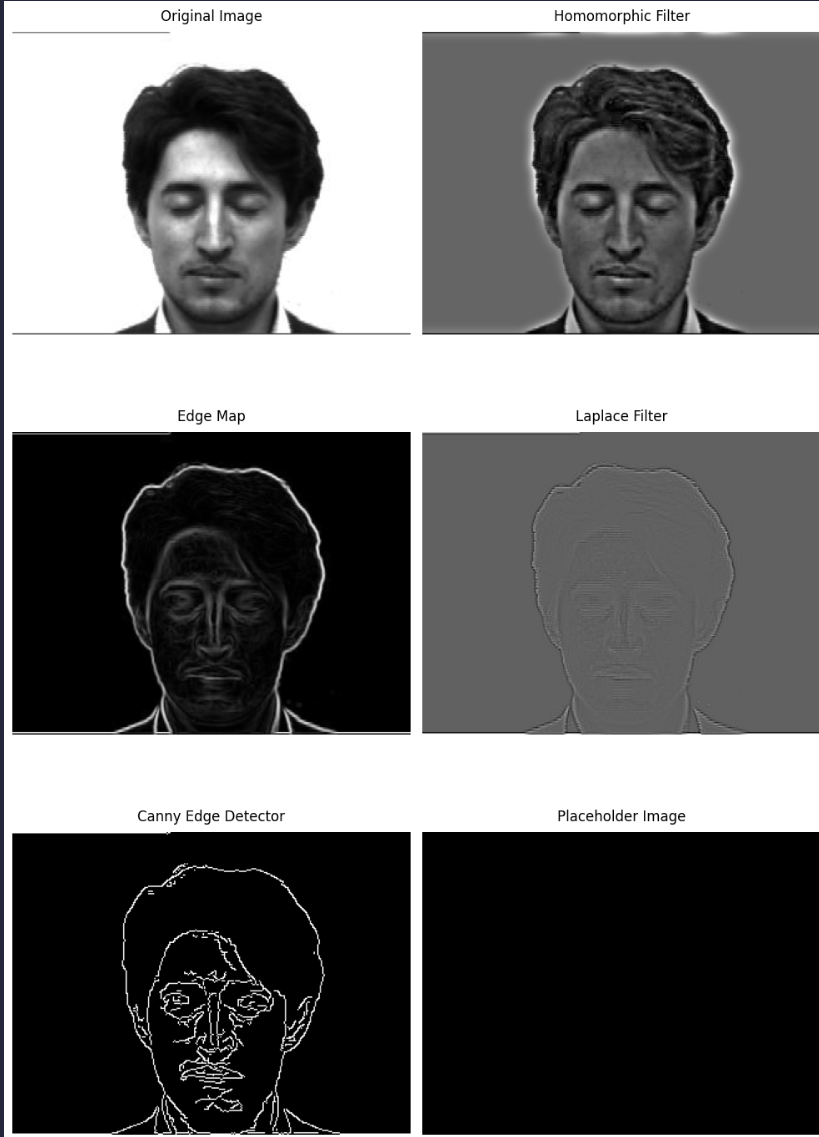 Original Image
Homomorphic Filter
Edge Map
Laplace Filter
Canny Edge Detector
Placeholder Image